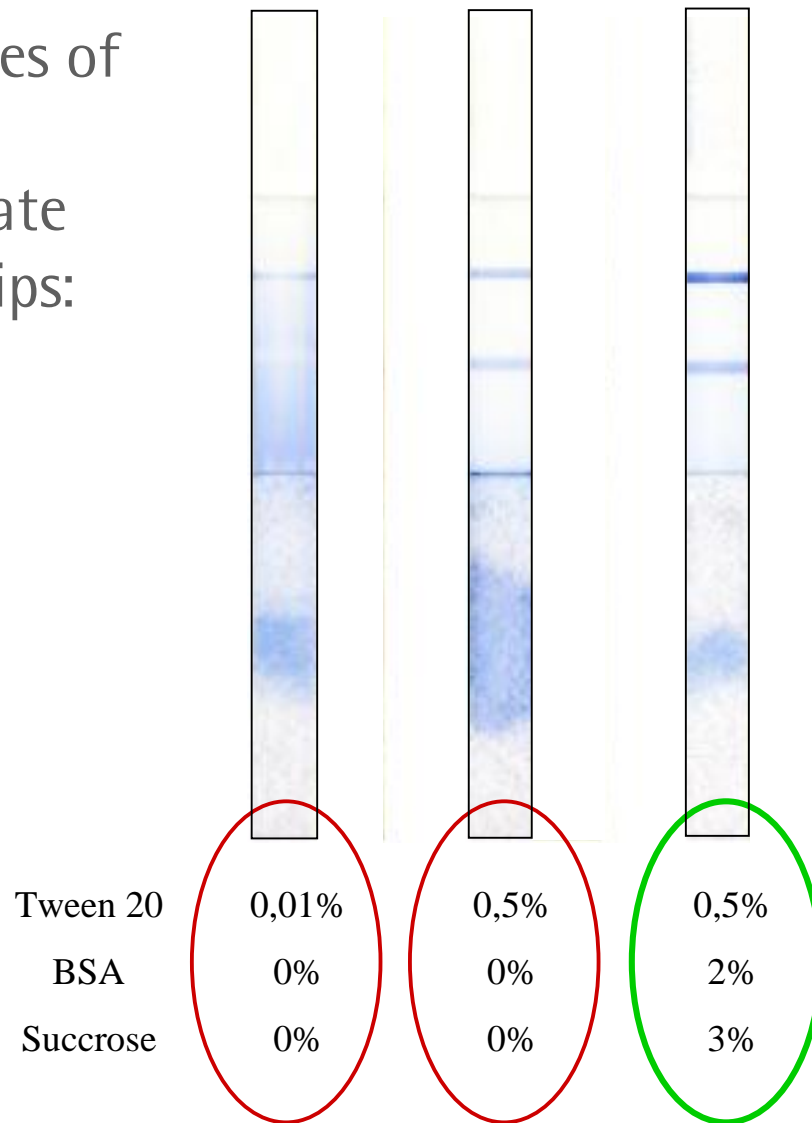 es of
ate
ips:
Tween 20 0,01% 0,5% 0,5%
BSA 0% 0% 2%
Succrose 0% 0% 3%